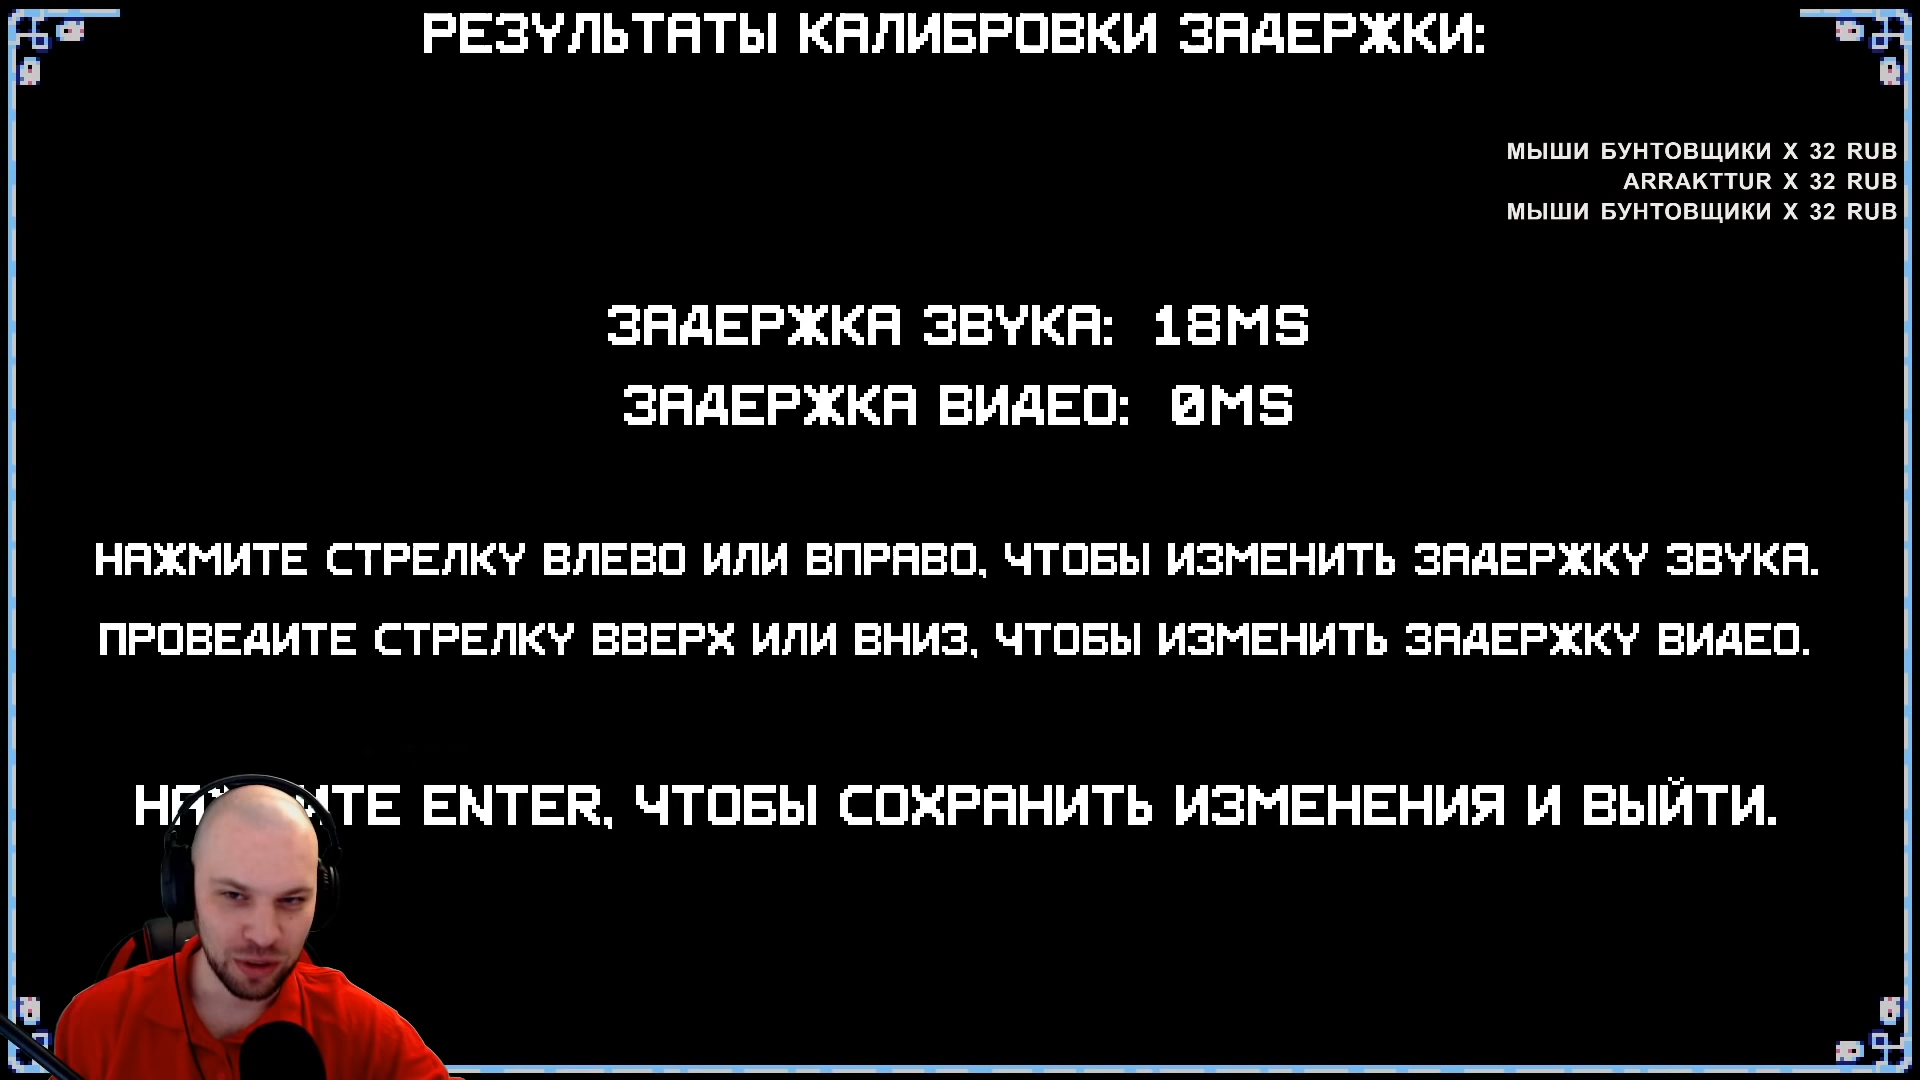 РЕЗУЛЬТАТЫ КАЛИБРОВКИ ЗАДЕРЖКИ:
МЫШИ БУНТОВЩИКИ X 32 RUB
ARRAKTTUR X 32 RUB
МЫШИ БУНТОВЩИКИ X 32 RUB
ЗАДЕРЖКА ЗВУКА: 18MS
ЗАДЕРЖКА ВИДЕО: 0MS
НАЖМИТЕ СТРЕЛКУ ВЛЕВО ИЛИ ВПРАВО, ЧТОБЫ ИЗМЕНИТЬ ЗАДЕРЖКУ ЗВУКА.
ПРОВЕДИТЕ СТРЕЛКУ ВВЕРХ ИЛИ ВНИЗ, ЧТОБЫ ИЗМЕНИТЬ ЗАДЕРЖКУ ВИДЕО.
НАЖМИТЕ ENTER, ЧТОБЫ СОХРАНИТЬ ИЗМЕНЕНИЯ И ВЫЙТИ.